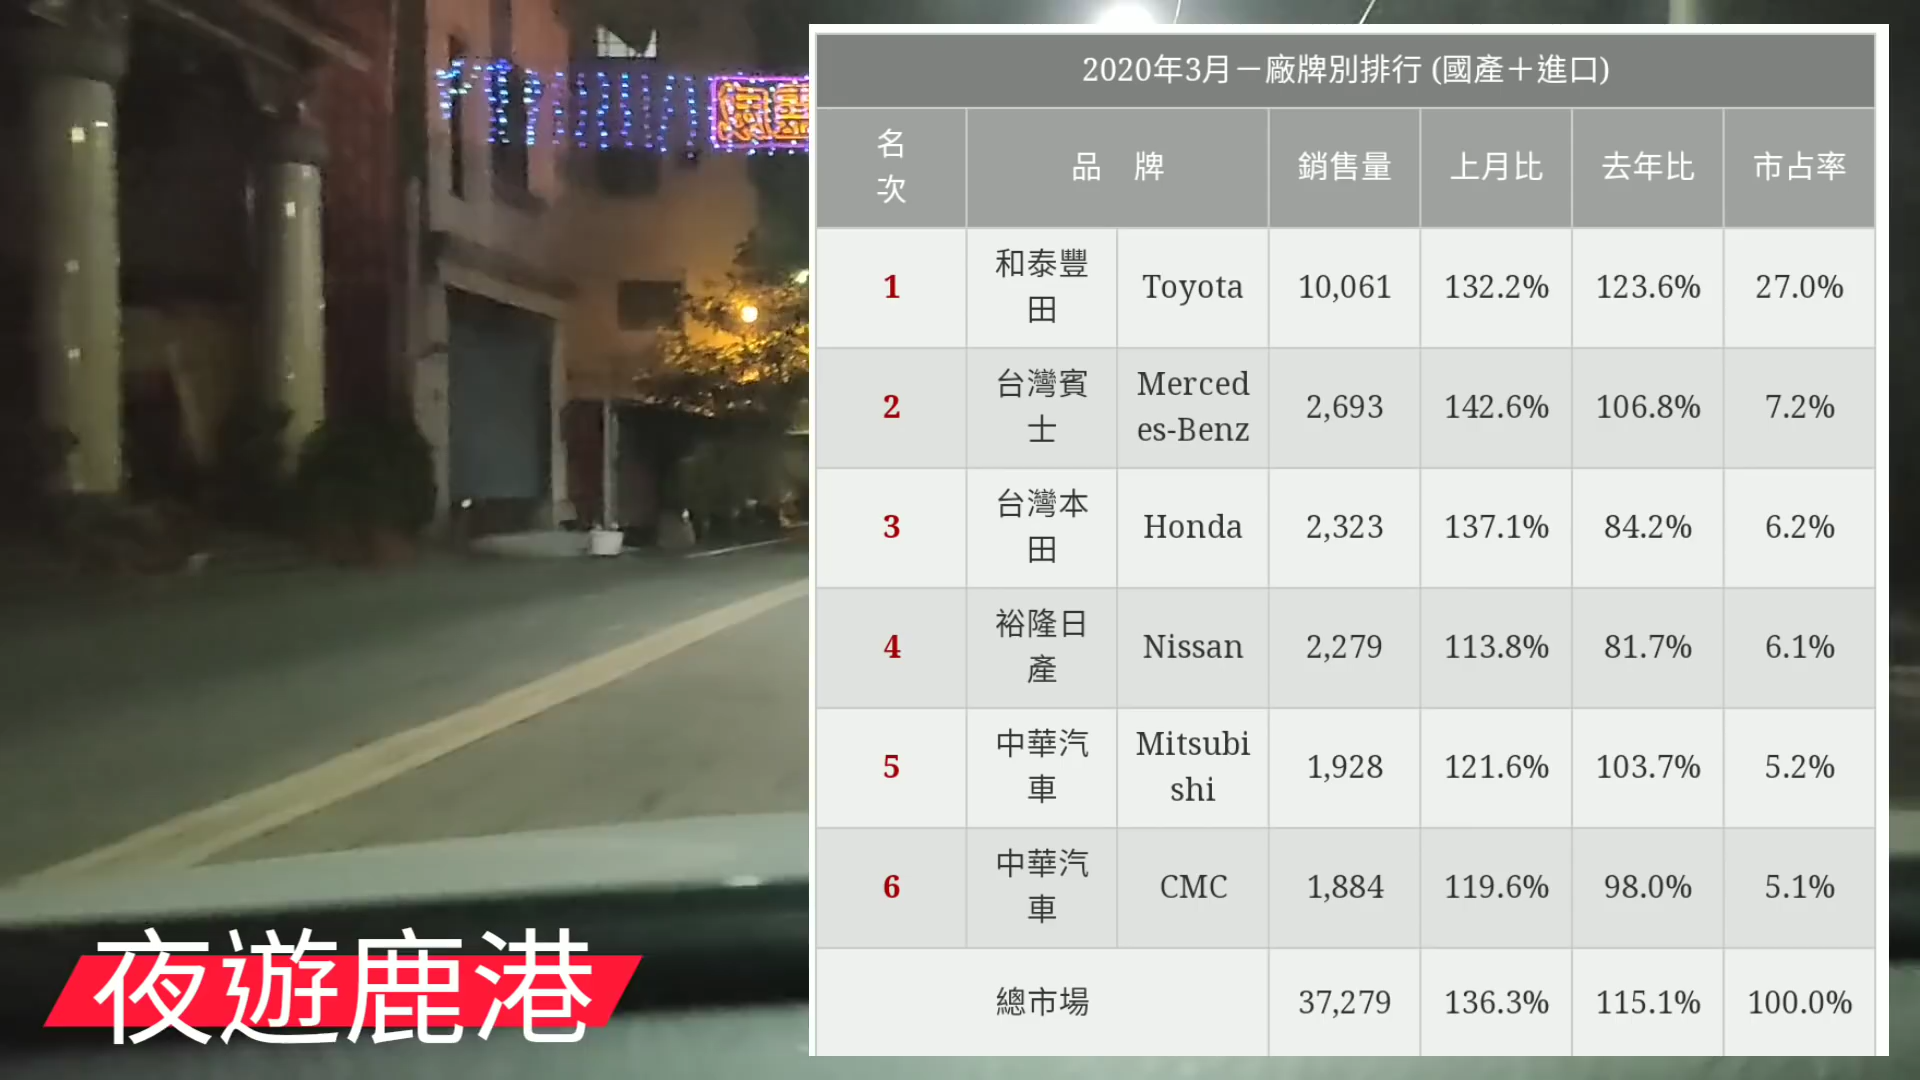 2020年3月－廠牌別排行 (國產＋進口)
名次 品 牌 銷售量 上月比 去年比 市占率
1 和泰豐田 Toyota 10,061 132.2% 123.6% 27.0%
2 台灣賓士 Mercedes-Benz 2,693 142.6% 106.8% 7.2%
3 台灣本田 Honda 2,323 137.1% 84.2% 6.2%
4 裕隆日產 Nissan 2,279 113.8% 81.7% 6.1%
5 中華汽車 Mitsubishi 1,928 121.6% 103.7% 5.2%
6 中華汽車 CMC 1,884 119.6% 98.0% 5.1%
總市場 37,279 136.3% 115.1% 100.0%
夜遊鹿港